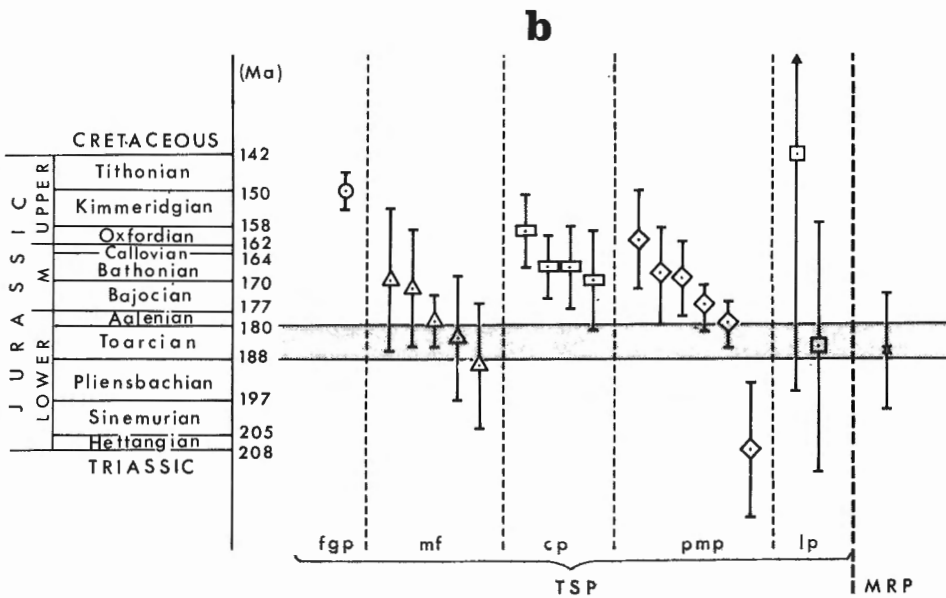 b
(Ma)
CRETACEOUS
142
Tithonian
150
Kimmeridgian
158
Oxfordian
162
Callovian
164
Bathonian
170
Bajocian
177
Aalenian
180
Toarcian
188
Pliensbachian
197
Sinemurian
205
Hettangian
208
TRIASSIC
JURASSIC
UPPER
M
LOWER
fgp mf cp pmp lp
TSP MRP